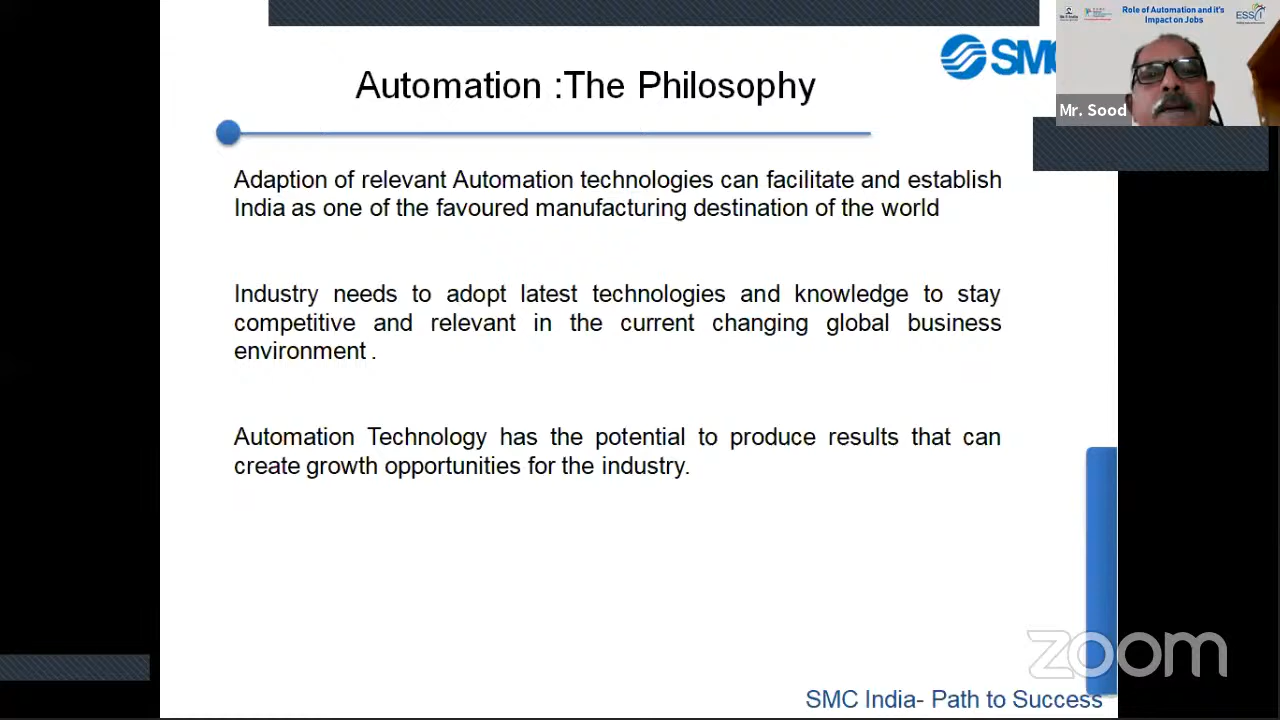 Automation :The Philosophy
SMC
Role of Automation and it's
Impact on Jobs
ESSCI
Mr. Sood
Adaption of relevant Automation technologies can facilitate and establish
India as one of the favoured manufacturing destination of the world
Industry needs to adopt latest technologies and knowledge to stay
competitive and relevant in the current changing global business
environment .
Automation Technology has the potential to produce results that can
create growth opportunities for the industry.
zoom
SMC India- Path to Success